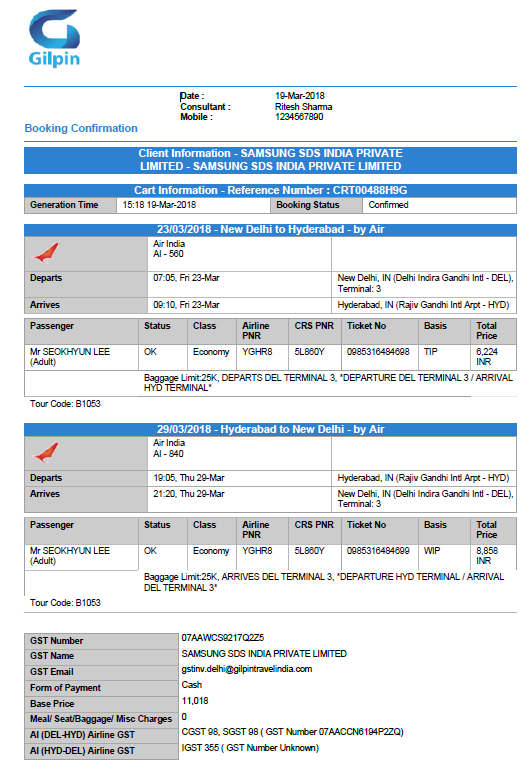 Gilpin
Date : 19-Mar-2018
Consultant : Ritesh Sharma
Mobile : 1234567890
Booking Confirmation
Client Information - SAMSUNG SDS INDIA PRIVATE
LIMITED - SAMSUNG SDS INDIA PRIVATE LIMITED
Cart Information - Reference Number : CRT00488H9G
Generation Time 15:18 19-Mar-2018 Booking Status Confirmed
23/03/2018 - New Delhi to Hyderabad - by Air
Air India
AI - 560
Departs 07:05, Fri 23-Mar New Delhi, IN (Delhi Indira Gandhi Intl - DEL),
Terminal: 3
Arrives 09:10, Fri 23-Mar Hyderabad, IN (Rajiv Gandhi Intl Arpt - HYD)
Passenger Status Class Airline CRS PNR Ticket No Basis Total
PNR Price
Mr SEOKHYUN LEE OK Economy YGHR8 5L860Y 0985316484698 TIP 6,224
(Adult) INR
Baggage Limit:25K, DEPARTS DEL TERMINAL 3, *DEPARTURE DEL TERMINAL 3 / ARRIVAL
HYD TERMINAL*
Tour Code: B1053
29/03/2018 - Hyderabad to New Delhi - by Air
Air India
AI - 840
Departs 19:05, Thu 29-Mar Hyderabad, IN (Rajiv Gandhi Intl Arpt - HYD)
Arrives 21:20, Thu 29-Mar New Delhi, IN (Delhi Indira Gandhi Intl - DEL),
Terminal: 3
Passenger Status Class Airline CRS PNR Ticket No Basis Total
PNR Price
Mr SEOKHYUN LEE OK Economy YGHR8 5L860Y 0985316484699 WIP 8,858
(Adult) INR
Baggage Limit:25K, ARRIVES DEL TERMINAL 3, *DEPARTURE HYD TERMINAL / ARRIVAL
DEL TERMINAL 3*
Tour Code: B1053
GST Number 07AAWCS9217Q2Z5
GST Name SAMSUNG SDS INDIA PRIVATE LIMITED
GST Email gstinv.delhi@gilpintravelindia.com
Form of Payment Cash
Base Price 11,018
Meal/ Seat/Baggage/ Misc Charges 0
AI (DEL-HYD) Airline GST CGST 98, SGST 98 ( GST Number 07AACCN6194P2ZQ)
AI (HYD-DEL) Airline GST IGST 355 ( GST Number Unknown)